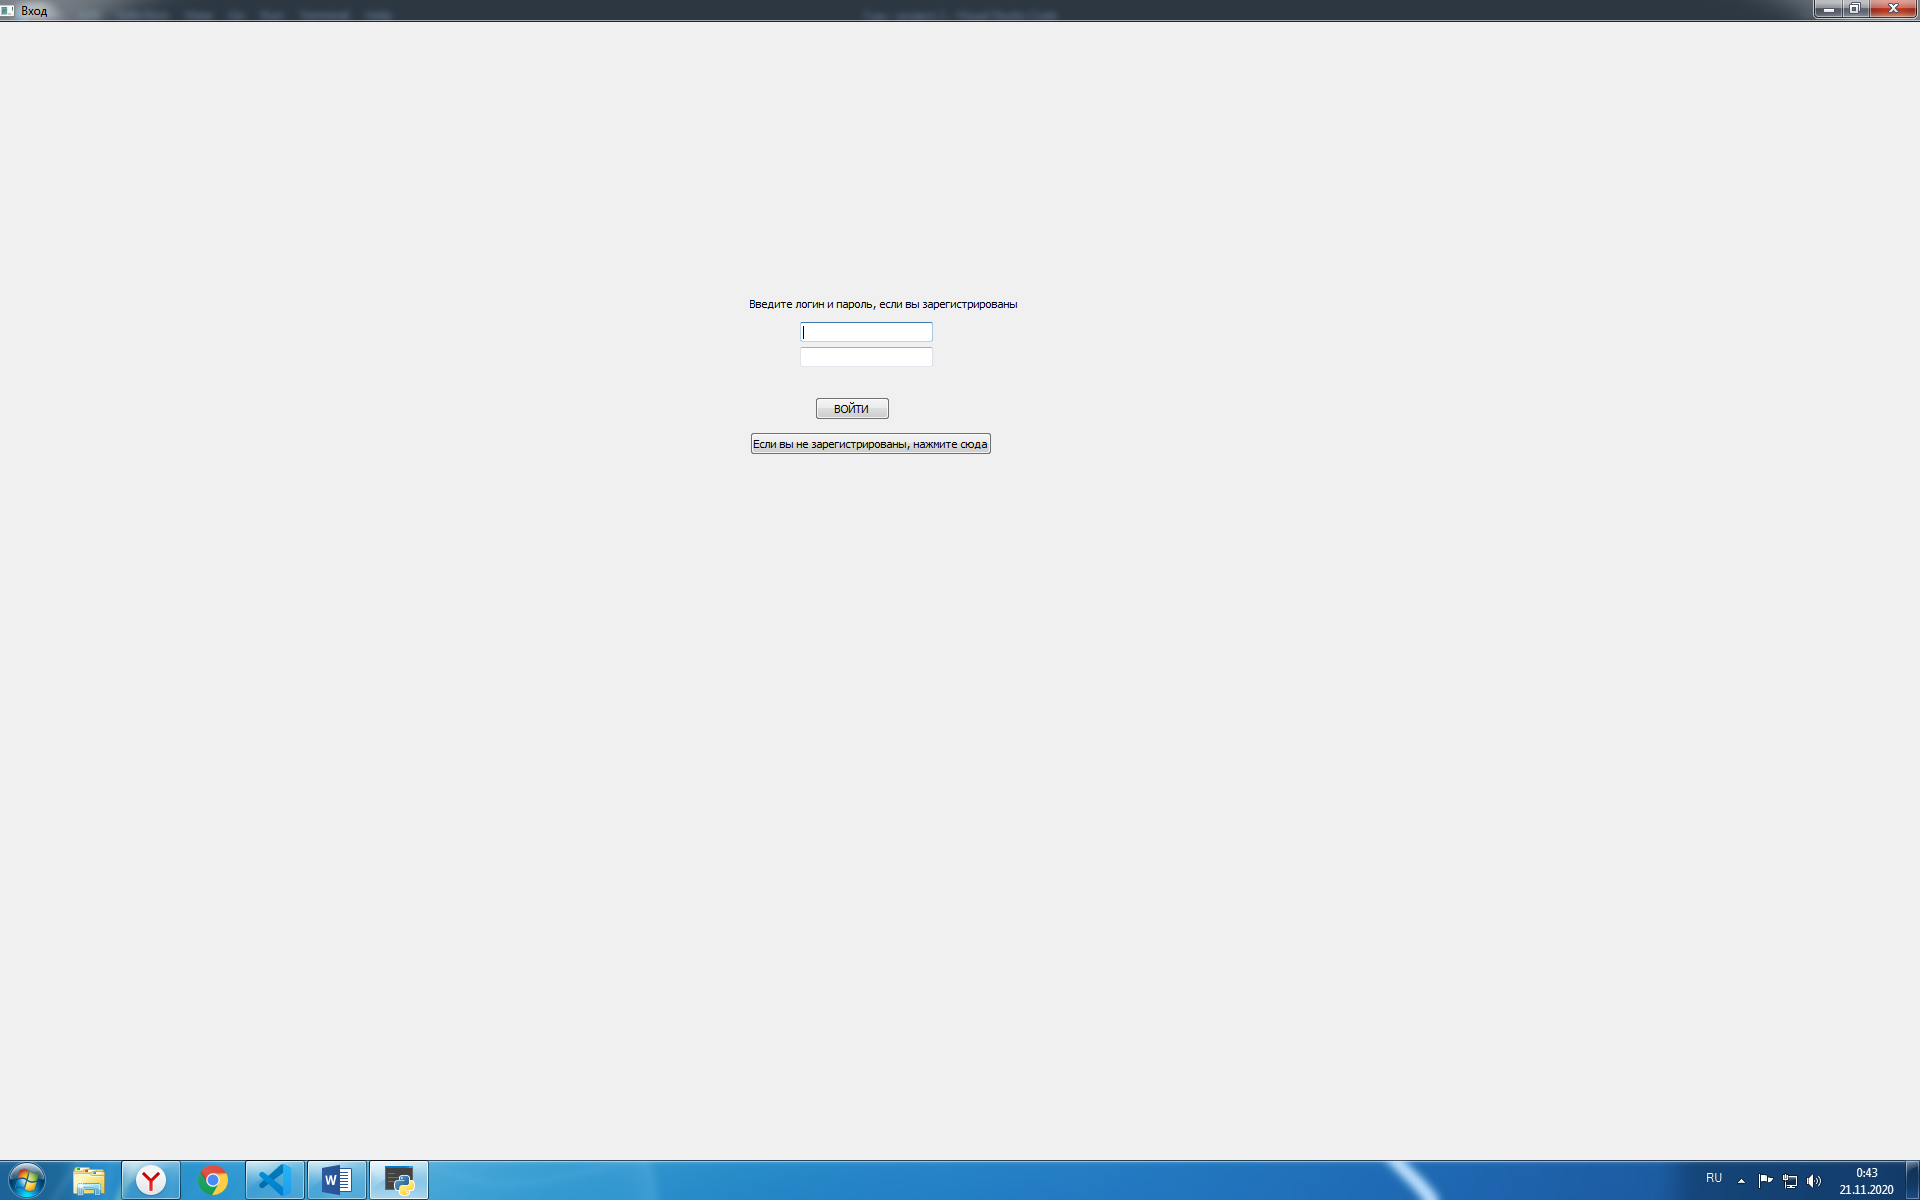 Вход
Введите логин и пароль, если вы зарегистрированы
ВОЙТИ
Если вы не зарегистрированы, нажмите сюда
RU
0:43
21.11.2020